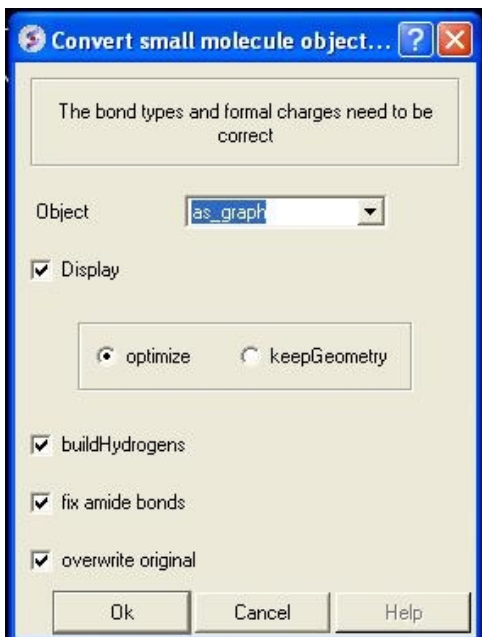 Convert small molecule object...
The bond types and formal charges need to be
correct
Object as_graph
Display
optimize keepGeometry
buildHydrogens
fix amide bonds
overwrite original
Ok Cancel Help